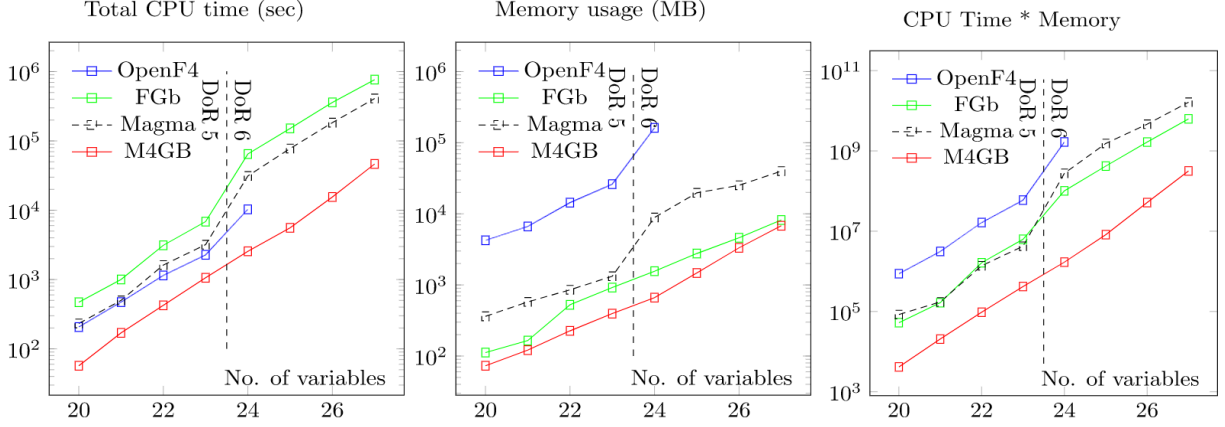 Total CPU time (sec)
10^6
10^5
10^4
10^3
10^2
OpenF4
FGb
Magma
M4GB
DoR 5
DoR 6
No. of variables
20 22 24 26
Memory usage (MB)
10^6
10^5
10^4
10^3
10^2
OpenF4
FGb
Magma
M4GB
DoR 5
DoR 6
No. of variables
20 22 24 26
CPU Time * Memory
10^11
10^9
10^7
10^5
10^3
OpenF4
FGb
Magma
M4GB
DoR 5
DoR 6
No. of variables
20 22 24 26